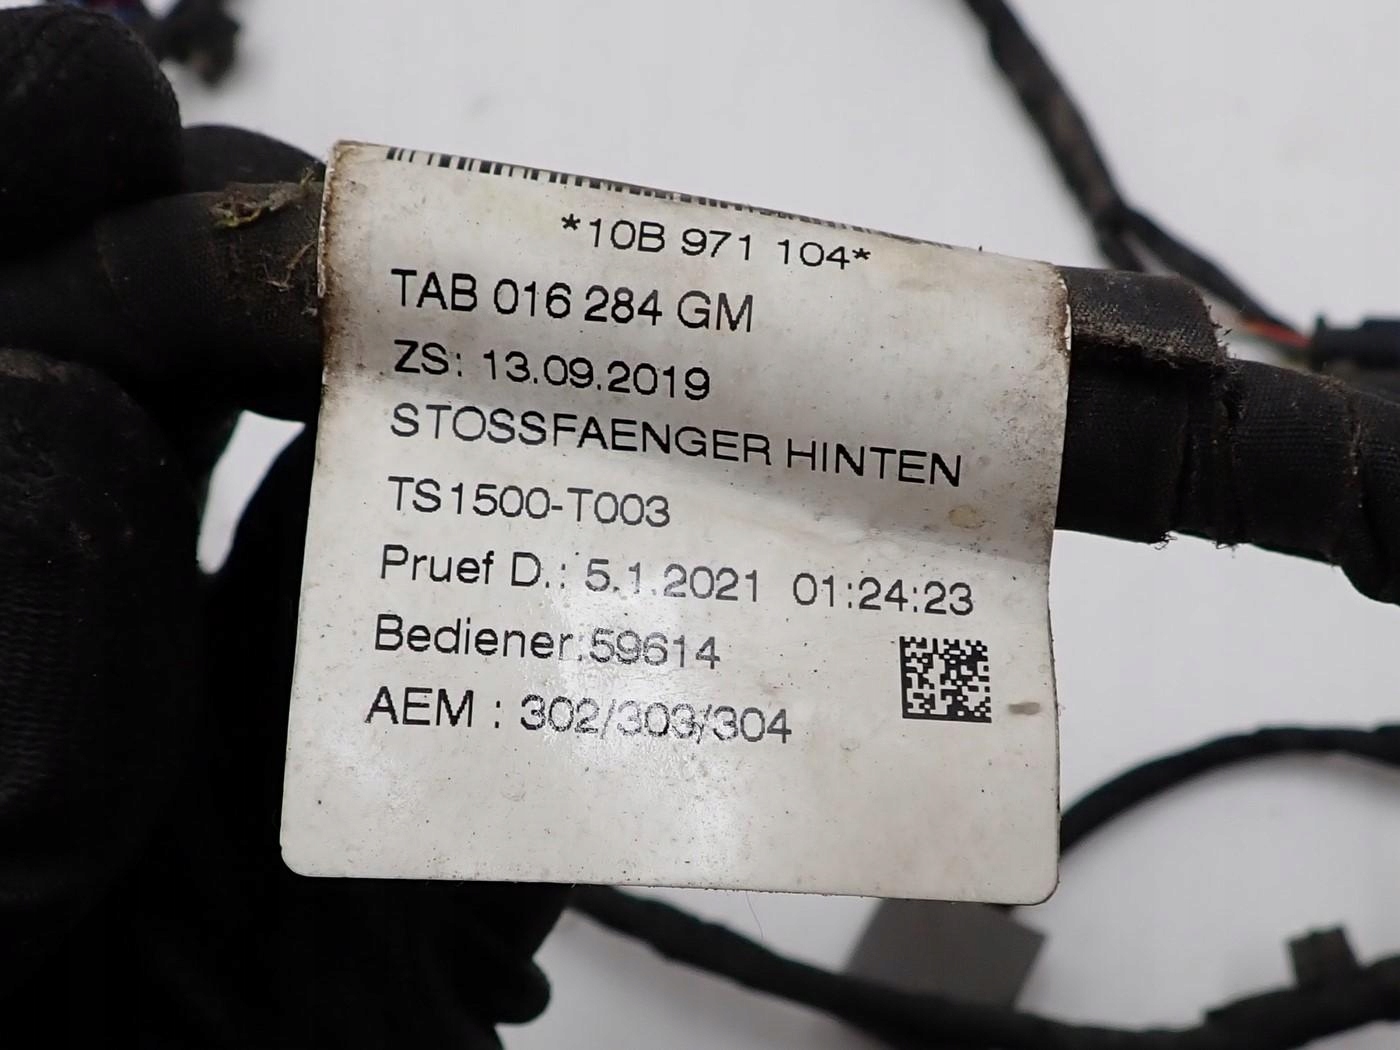 *10B 971 104*
TAB 016 284 GM
ZS: 13.09.2019
STOSSFAENGER HINTEN
TS1500-T003
Pruef D.: 5.1.2021 01:24:23
Bediener:59614
AEM : 302/303/304